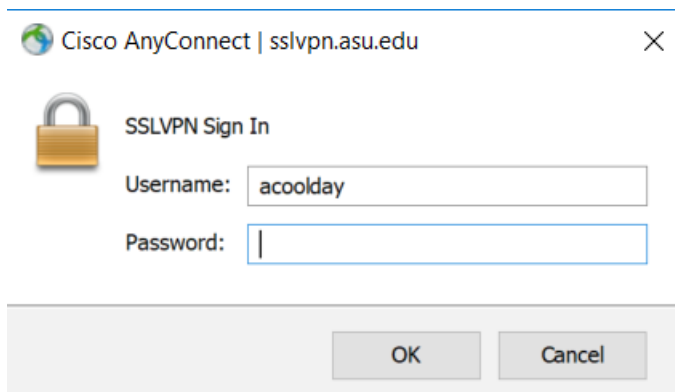 Cisco AnyConnect | sslvpn.asu.edu
SSLVPN Sign In
Username: acoolday
Password:
OK Cancel